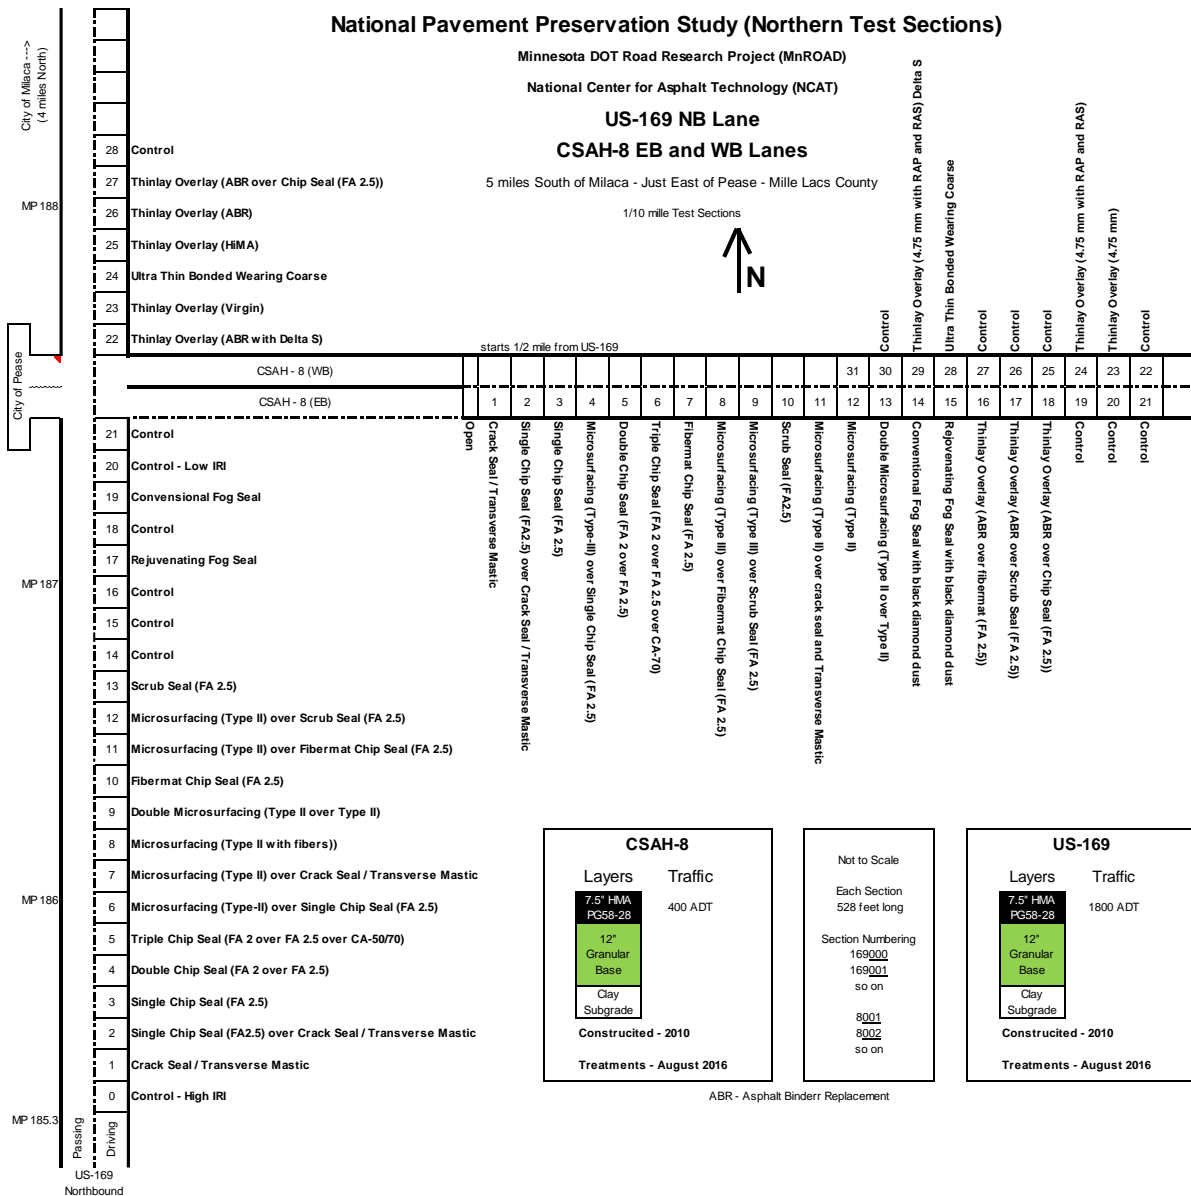 National Pavement Preservation Study (Northern Test Sections)
Minnesota DOT Road Research Project (MnROAD)
National Center for Asphalt Technology (NCAT)
US-169 NB Lane
CSAH-8 EB and WB Lanes
5 miles South of Milaca - Just East of Pease - Mille Lacs County
1/10 mile Test Sections
N
City of Milaca --->
(4 miles North)
MP 188
City of Pease
MP 187
MP 186
MP 185.3
28 Control
27 Thinlay Overlay (ABR over Chip Seal (FA 2.5))
26 Thinlay Overlay (ABR)
25 Thinlay Overlay (HiMA)
24 Ultra Thin Bonded Wearing Coarse
23 Thinlay Overlay (Virgin)
22 Thinlay Overlay (ABR with Delta S)
starts 1/2 mile from US-169
Control
Thinlay Overlay (4.75 mm with RAP and RAS) Delta S
Ultra Thin Bonded Wearing Coarse
Control
Control
Control
Thinlay Overlay (4.75 mm with RAP and RAS)
Thinlay Overlay (4.75 mm)
Control
CSAH - 8 (WB) 31 30 29 28 27 26 25 24 23 22
CSAH - 8 (EB) 1 2 3 4 5 6 7 8 9 10 11 12 13 14 15 16 17 18 19 20 21
Open
Crack Seal / Transverse Mastic
Single Chip Seal (FA2.5) over Crack Seal / Transverse Mastic
Single Chip Seal (FA 2.5)
Microsurfacing (Type-III) over Single Chip Seal (FA 2.5)
Double Chip Seal (FA 2 over FA 2.5)
Triple Chip Seal (FA 2 over FA 2.5 over CA-70)
Fibermat Chip Seal (FA 2.5)
Microsurfacing (Type III) over Fibermat Chip Seal (FA 2.5)
Microsurfacing (Type III) over Scrub Seal (FA 2.5)
Scrub Seal (FA2.5)
Microsurfacing (Type II) over crack seal and Transverse Mastic
Microsurfacing (Type II)
Double Microsurfacing (Type II over Type II)
Conventional Fog Seal with black diamond dust
Rejovenating Fog Seal with black diamond dust
Thinlay Overlay (ABR over fibermat (FA 2.5))
Thinlay Overlay (ABR over Scrub Seal (FA 2.5))
Thinlay Overlay (ABR over Chip Seal (FA 2.5))
Control
Control
Control
21 Control
20 Control - Low IRI
19 Convensional Fog Seal
18 Control
17 Rejuvenating Fog Seal
16 Control
15 Control
14 Control
13 Scrub Seal (FA 2.5)
12 Microsurfacing (Type II) over Scrub Seal (FA 2.5)
11 Microsurfacing (Type II) over Fibermat Chip Seal (FA 2.5)
10 Fibermat Chip Seal (FA 2.5)
9 Double Microsurfacing (Type II over Type II)
8 Microsurfacing (Type II with fibers))
7 Microsurfacing (Type II) over Crack Seal / Transverse Mastic
6 Microsurfacing (Type-II) over Single Chip Seal (FA 2.5)
5 Triple Chip Seal (FA 2 over FA 2.5 over CA-50/70)
4 Double Chip Seal (FA 2 over FA 2.5)
3 Single Chip Seal (FA 2.5)
2 Single Chip Seal (FA2.5) over Crack Seal / Transverse Mastic
1 Crack Seal / Transverse Mastic
0 Control - High IRI
Passing
Driving
US-169
Northbound
CSAH-8
Layers Traffic
7.5" HMA
PG58-28
400 ADT
12"
Granular
Base
Clay
Subgrade
Construcited - 2010
Treatments - August 2016
Not to Scale
Each Section
528 feet long
Section Numbering
169000
169001
so on
8001
8002
so on
US-169
Layers Traffic
7.5" HMA
PG58-28
1800 ADT
12"
Granular
Base
Clay
Subgrade
Construcited - 2010
Treatments - August 2016
ABR - Asphalt Binderr Replacement